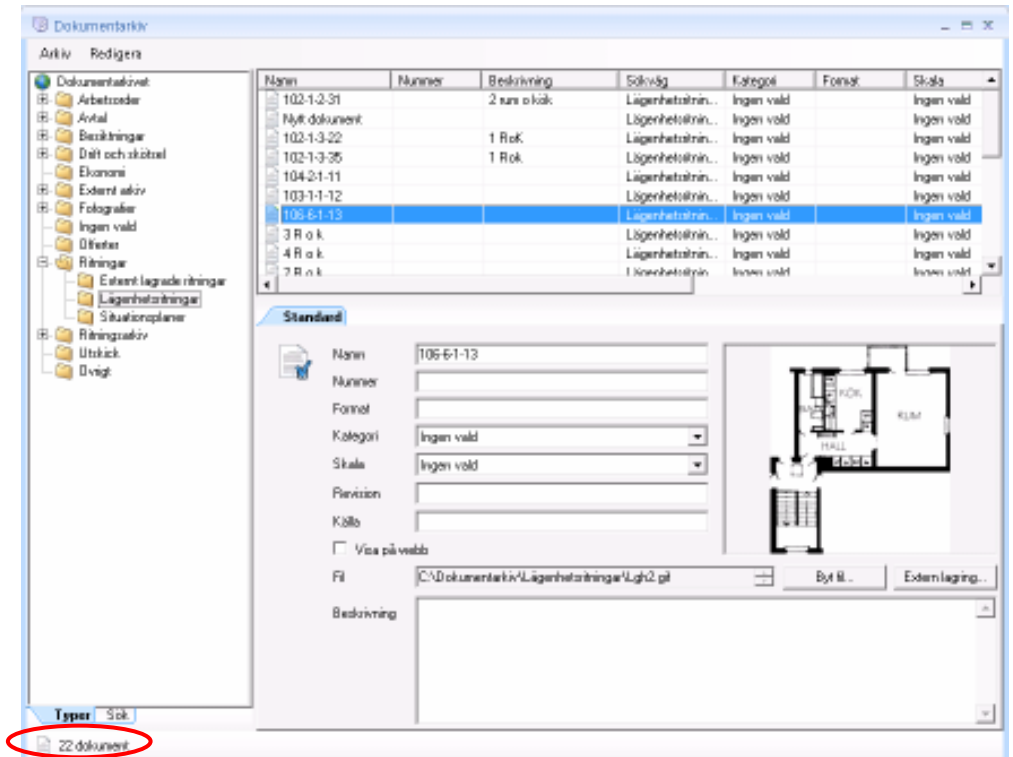 Dokumentarkiv
Arkiv Redigera
Dokumentarkivet
Arbetsorder
Avtal
Besiktningar
Drift och skötsel
Ekonomi
Externt arkiv
Fotografier
Ingen vald
Offerter
Ritningar
Externt lagrade ritningar
Lägenhetsritningar
Situationsplaner
Ritningsarkiv
Utskick
Övrigt
Typer Sök
22 dokument
Namn Nummer Beskrivning Sökväg Kategori Format Skala
102-1-2-31 2 rum o kök Lägenhetsritnin... Ingen vald Ingen vald
Nytt dokument Lägenhetsritnin... Ingen vald Ingen vald
102-1-3-22 1 RoK Lägenhetsritnin... Ingen vald Ingen vald
102-1-3-35 1 Rok Lägenhetsritnin... Ingen vald Ingen vald
104-2-1-11 Lägenhetsritnin... Ingen vald Ingen vald
103-1-1-12 Lägenhetsritnin... Ingen vald Ingen vald
106-6-1-13 Lägenhetsritnin... Ingen vald Ingen vald
3 R o k Lägenhetsritnin... Ingen vald Ingen vald
4 R o k Lägenhetsritnin... Ingen vald Ingen vald
2 R o k Lägenhetsritnin... Ingen vald Ingen vald
Standard
Namn 106-6-1-13
Nummer
Format
Kategori Ingen vald
Skala Ingen vald
Revision
Källa
Visa på webb
Fil C:\Dokumentarkiv\Lägenhetsritningar\Lgh2.gif Byt fil... Extern lagring...
Beskrivning
KÖK
RUM
HALL